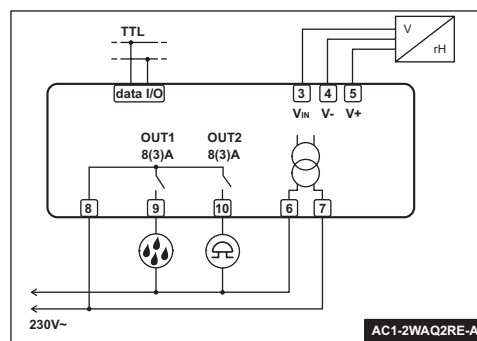 TTL
V
rH
data I/O
3 4 5
VIN V- V+
OUT1 OUT2
8(3)A 8(3)A
8 9 10 6 7
230V~
AC1-2WAQ2RE-A